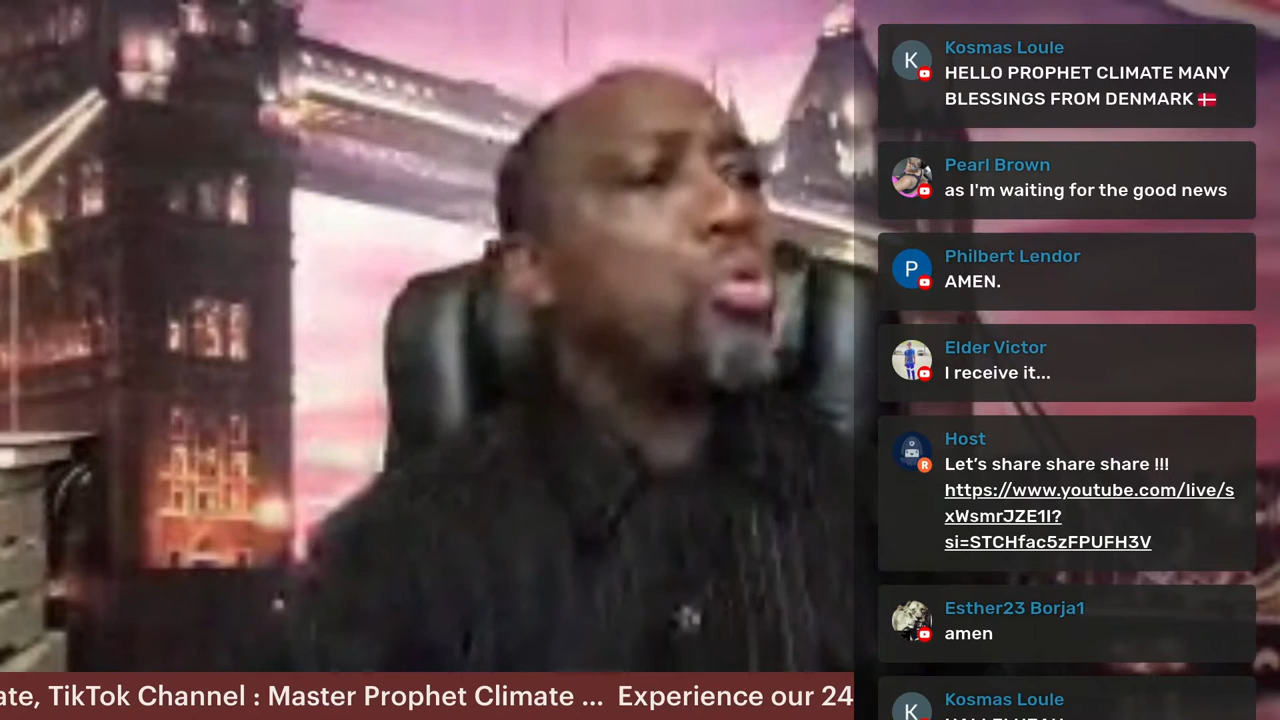 Kosmas Loule
HELLO PROPHET CLIMATE MANY
BLESSINGS FROM DENMARK 🇩🇰
Pearl Brown
as I'm waiting for the good news
Philbert Lendor
AMEN.
Elder Victor
I receive it...
Host
Let’s share share share !!!
https://www.youtube.com/live/s
xWsmrJZE1I?
si=STCHfac5zFPUFH3V
Esther23 Borja1
amen
Kosmas Loule
ate, TikTok Channel : Master Prophet Climate ... Experience our 24